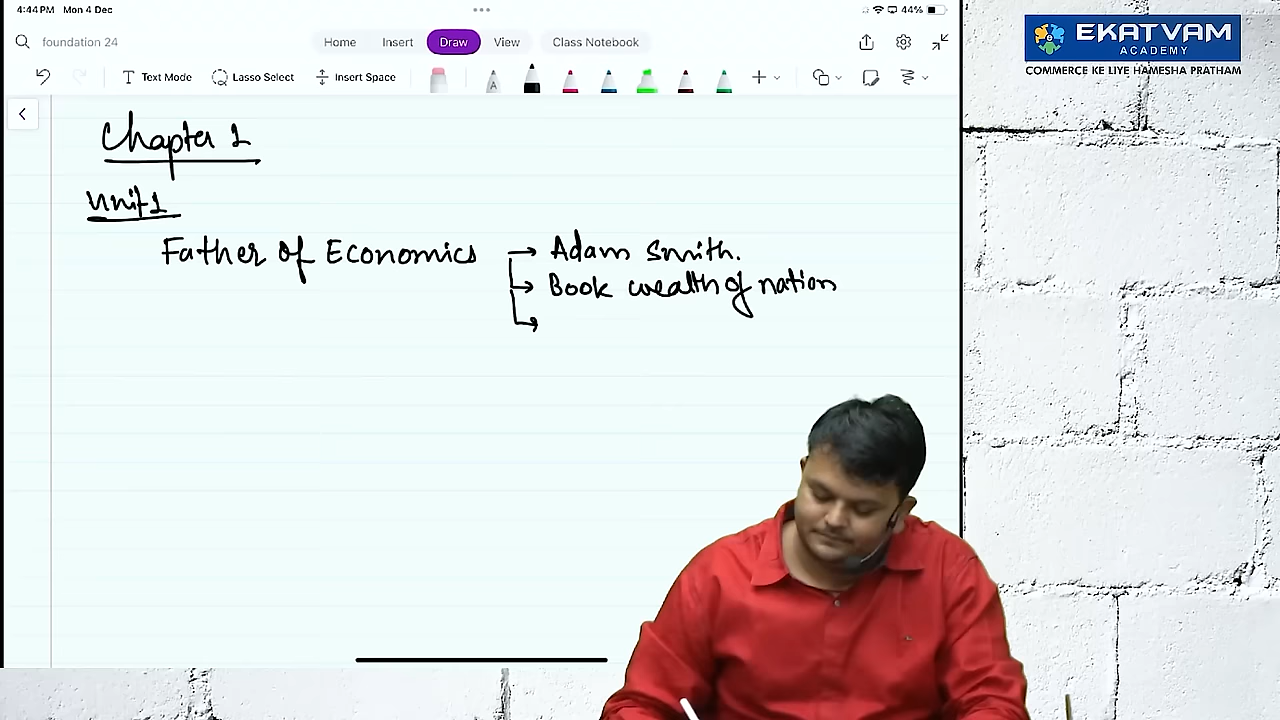 4:44 PM Mon 4 Dec
44%
foundation 24
Home Insert Draw View Class Notebook
Text Mode Lasso Select Insert Space
EKATVAM
ACADEMY
COMMERCE KE LIYE HAMESHA PRATHAM
Chapter 1
Unit 1
Father of Economics → Adam Smith.
→ Book wealth of nation
→